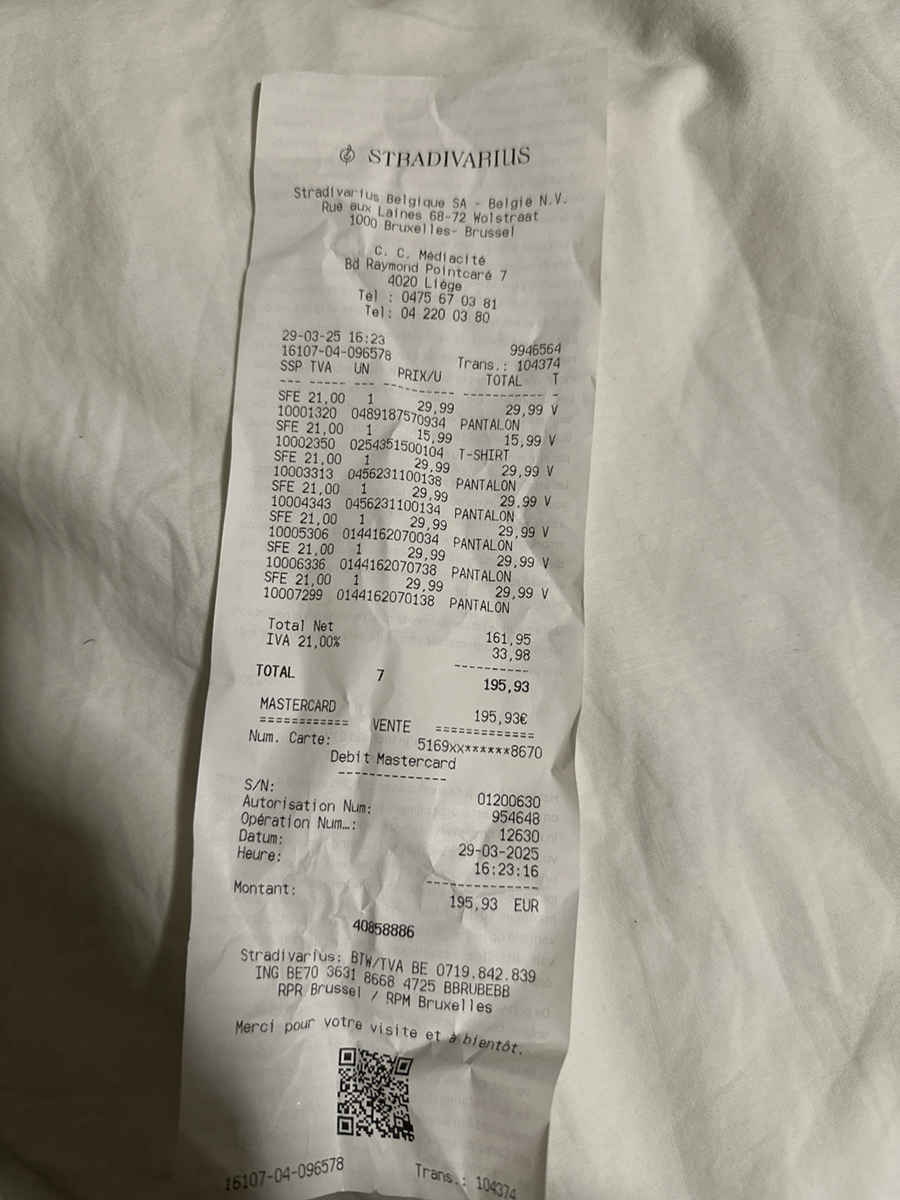 STRADIVARIUS
Stradivarius Belgique SA - België N.V.
Rue aux Laines 68-72 Wolstraat
1000 Bruxelles- Brussel
C. C. Médiacité
Bd Raymond Pointcaré 7
4020 Liège
Tel : 0475 67 03 81
Tel: 04 220 03 80
29-03-25 16:23 9946564
16107-04-096578 Trans.: 104374
SSP TVA UN PRIX/U TOTAL T
--- ----- --- --------- ---------- -
SFE 21,00 1 29,99 29,99 V
10001320 0489187570934 PANTALON
SFE 21,00 1 15,99 15,99 V
10002350 0254351500104 T-SHIRT
SFE 21,00 1 29,99 29,99 V
10003313 0456231100138 PANTALON
SFE 21,00 1 29,99 29,99 V
10004343 0456231100134 PANTALON
SFE 21,00 1 29,99 29,99 V
10005306 0144162070034 PANTALON
SFE 21,00 1 29,99 29,99 V
10006336 0144162070738 PANTALON
SFE 21,00 1 29,99 29,99 V
10007299 0144162070138 PANTALON
Total Net 161,95
IVA 21,00% 33,98
----------
TOTAL 7 195,93
MASTERCARD 195,93€
============ VENTE =============
Num. Carte: 5169xx******8670
Debit Mastercard
--------------
S/N: 01200630
Autorisation Num: 954648
Opération Num…: 12630
Datum: 29-03-2025
Heure: 16:23:16
---------------
Montant: 195,93 EUR
40858886
Stradivarius: BTW/TVA BE 0719.842.839
ING BE70 3631 8668 4725 BBRUBEBB
RPR Brussel / RPM Bruxelles
Merci pour votre visite et à bientôt.
16107-04-096578 Trans.: 104374